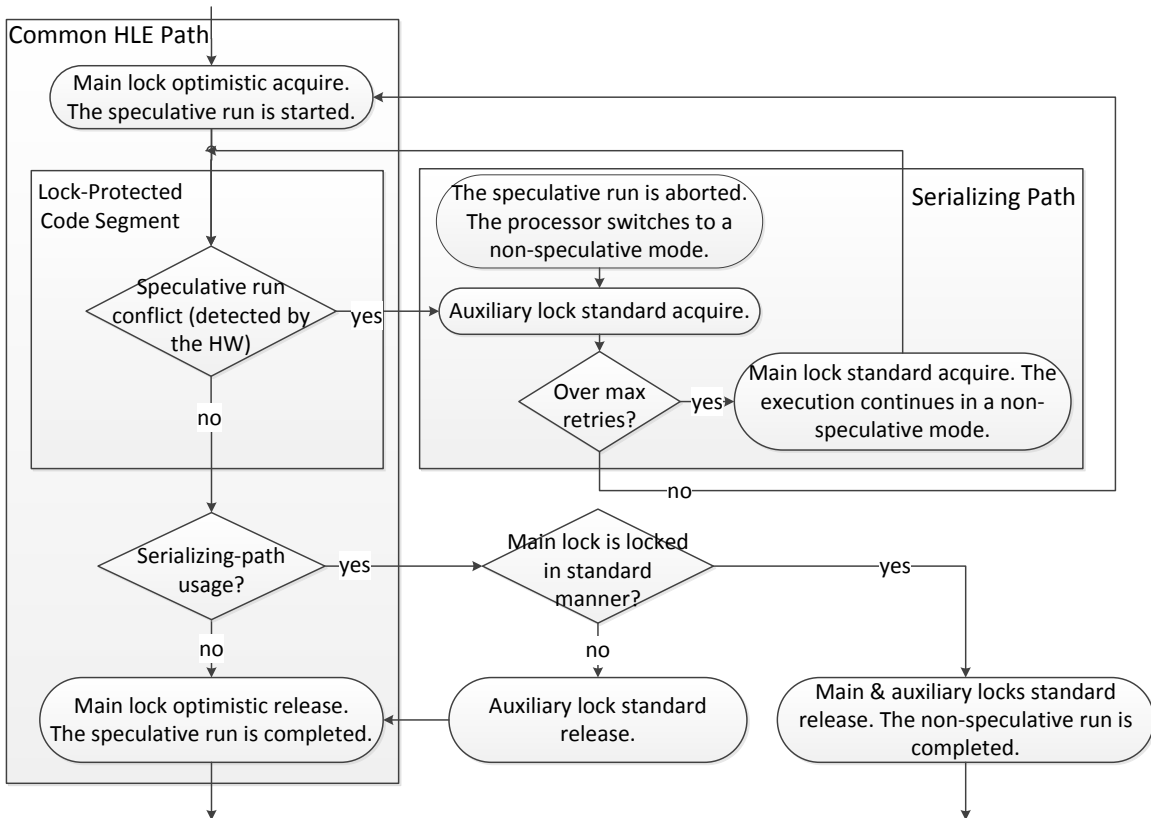 Common HLE Path
Main lock optimistic acquire.
The speculative run is started.
Lock-Protected
Code Segment
Speculative run
conflict (detected by
the HW)
yes
no
The speculative run is aborted.
The processor switches to a
non-speculative mode.
Serializing Path
Auxiliary lock standard acquire.
Over max
retries?
yes
Main lock standard acquire. The
execution continues in a non-
speculative mode.
no
Serializing-path
usage?
yes
no
Main lock is locked
in standard
manner?
yes
no
Main lock optimistic release.
The speculative run is completed.
Auxiliary lock standard
release.
Main & auxiliary locks standard
release. The non-speculative run is
completed.